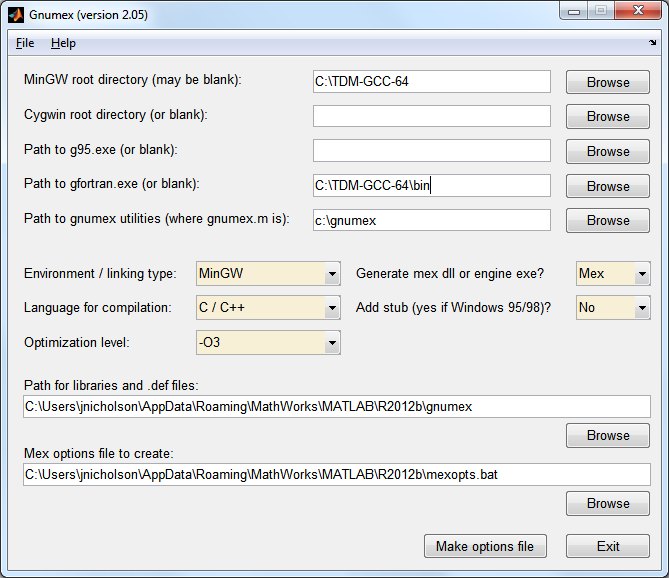 Gnumex (version 2.05)
File Help
MinGW root directory (may be blank): C:\TDM-GCC-64 Browse
Cygwin root directory (or blank): Browse
Path to g95.exe (or blank): Browse
Path to gfortran.exe (or blank): C:\TDM-GCC-64\bin Browse
Path to gnumex utilities (where gnumex.m is): c:\gnumex Browse
Environment / linking type: MinGW Generate mex dll or engine exe? Mex
Language for compilation: C / C++ Add stub (yes if Windows 95/98)? No
Optimization level: -O3
Path for libraries and .def files:
C:\Users\jnicholson\AppData\Roaming\MathWorks\MATLAB\R2012b\gnumex
Browse
Mex options file to create:
C:\Users\jnicholson\AppData\Roaming\MathWorks\MATLAB\R2012b\mexopts.bat
Browse
Make options file Exit